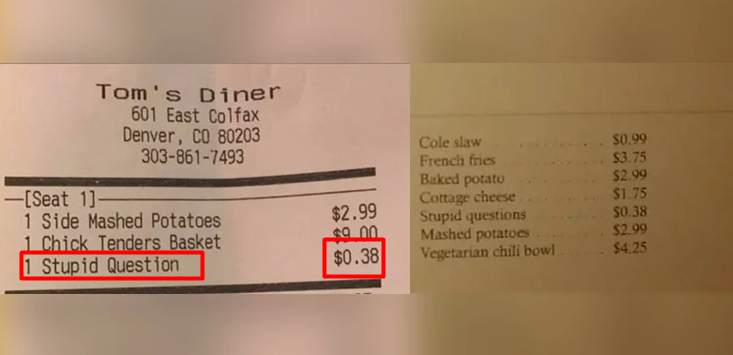 Tom's Diner
601 East Colfax
Denver, CO 80203
303-861-7493
[Seat 1]
1 Side Mashed Potatoes $2.99
1 Chick Tenders Basket $9.00
1 Stupid Question $0.38
Cole slaw $0.99
French fries $3.75
Baked potato $2.99
Cottage cheese $1.75
Stupid questions $0.38
Mashed potatoes $2.99
Vegetarian chili bowl $4.25